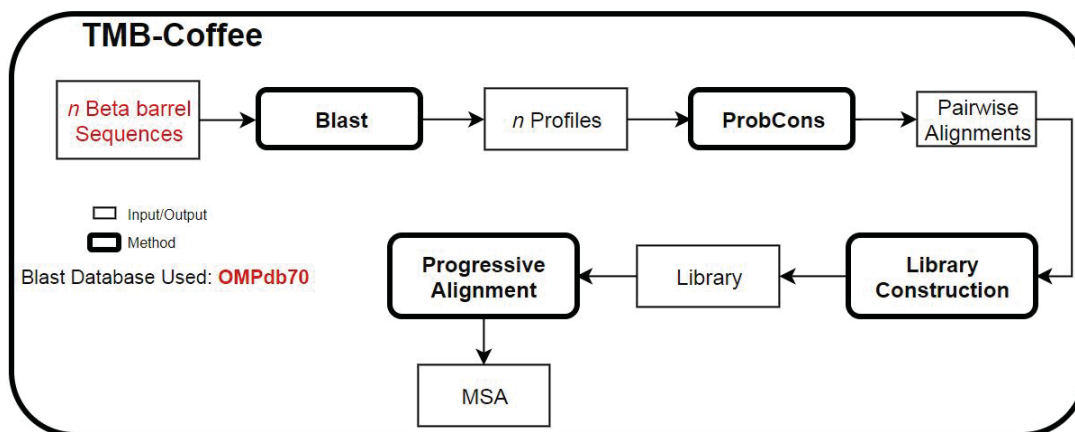 TMB-Coffee
n Beta barrel
Sequences
Blast
n Profiles
ProbCons
Pairwise
Alignments
Input/Output
Method
Blast Database Used: OMPdb70
Progressive
Alignment
Library
Library
Construction
MSA